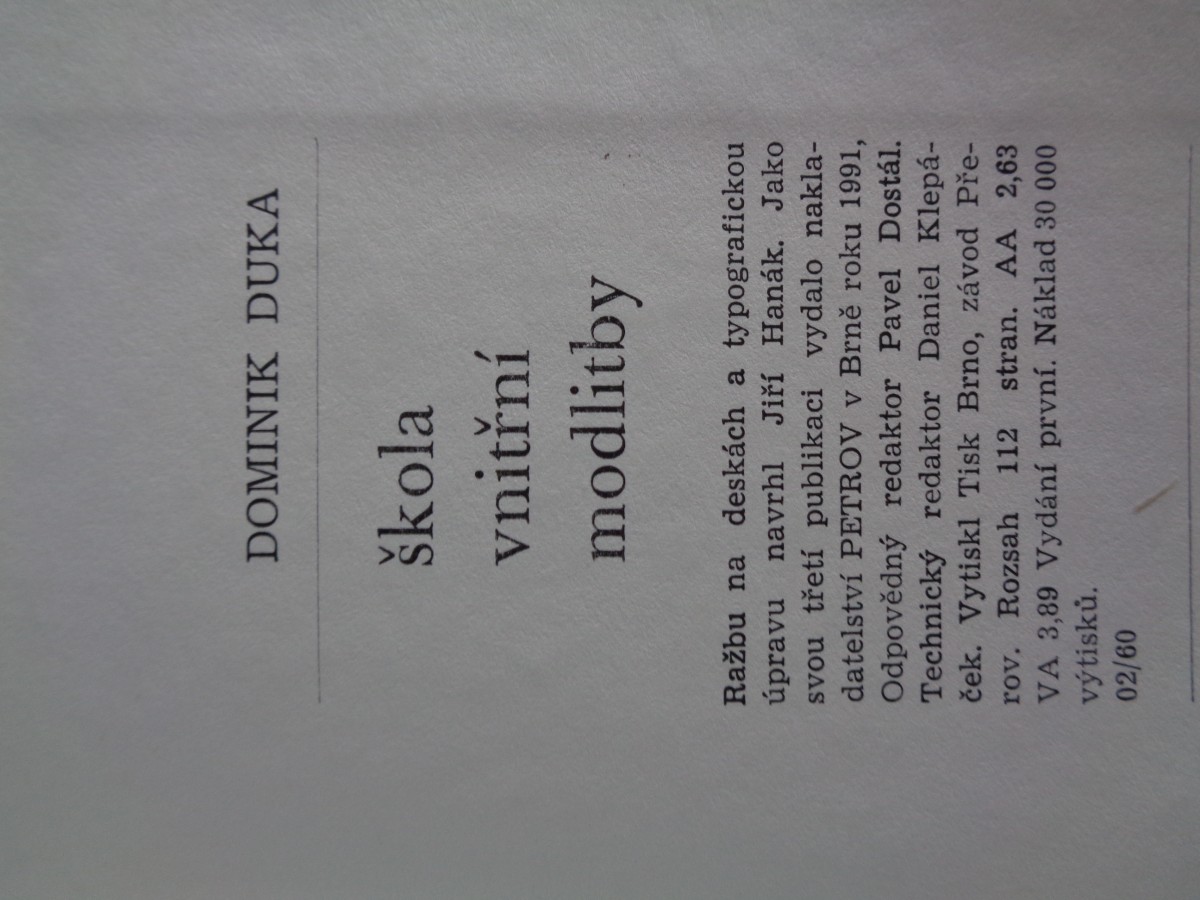 DOMINIK DUKA
škola
vnitřní
modlitby
Ražbu na deskách a typografickou
úpravu navrhl Jiří Hanák. Jako
svou třetí publikaci vydalo nakla-
datelství PETROV v Brně roku 1991,
Odpovědný redaktor Pavel Dostál.
Technický redaktor Daniel Klepá-
ček. Vytiskl Tisk Brno, závod Pře-
rov. Rozsah 112 stran. AA 2,63
VA 3,89 Vydání první. Náklad 30 000
výtisků.
02/60